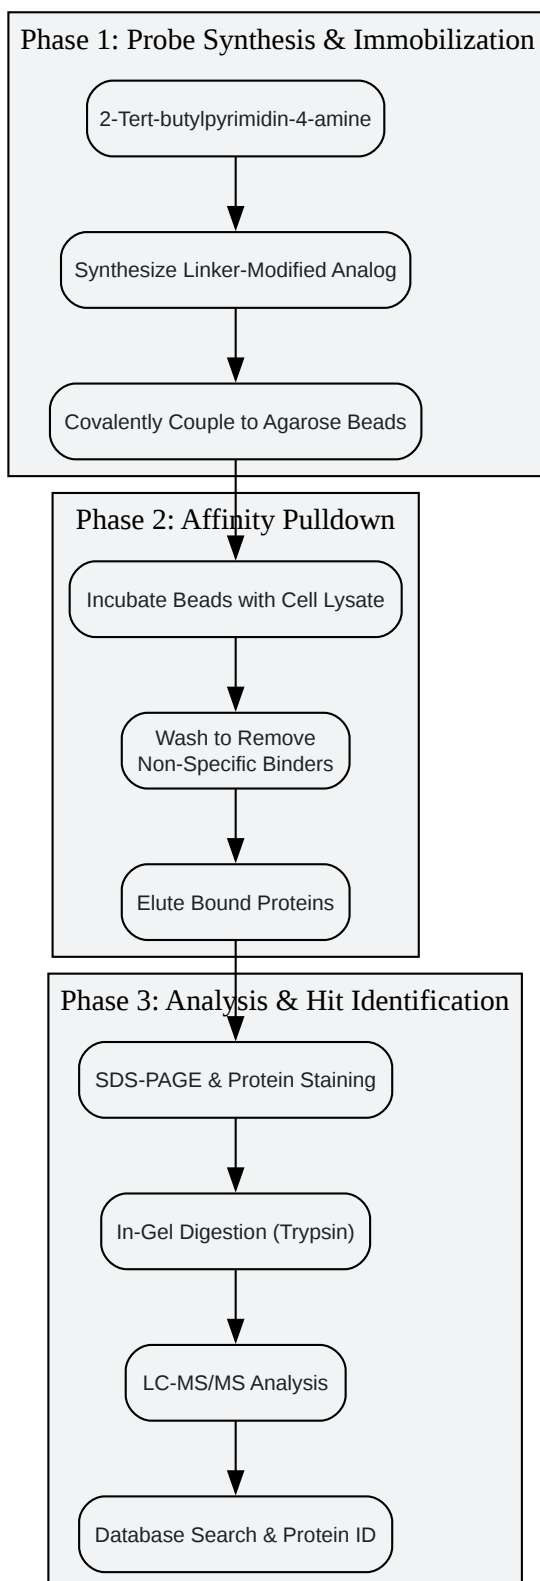 Phase 1: Probe Synthesis & Immobilization
2-Tert-butylpyrimidin-4-amine
Synthesize Linker-Modified Analog
Covalently Couple to Agarose Beads
Phase 2: Affinity Pulldown
Incubate Beads with Cell Lysate
Wash to Remove
Non-Specific Binders
Elute Bound Proteins
Phase 3: Analysis & Hit Identification
SDS-PAGE & Protein Staining
In-Gel Digestion (Trypsin)
LC-MS/MS Analysis
Database Search & Protein ID